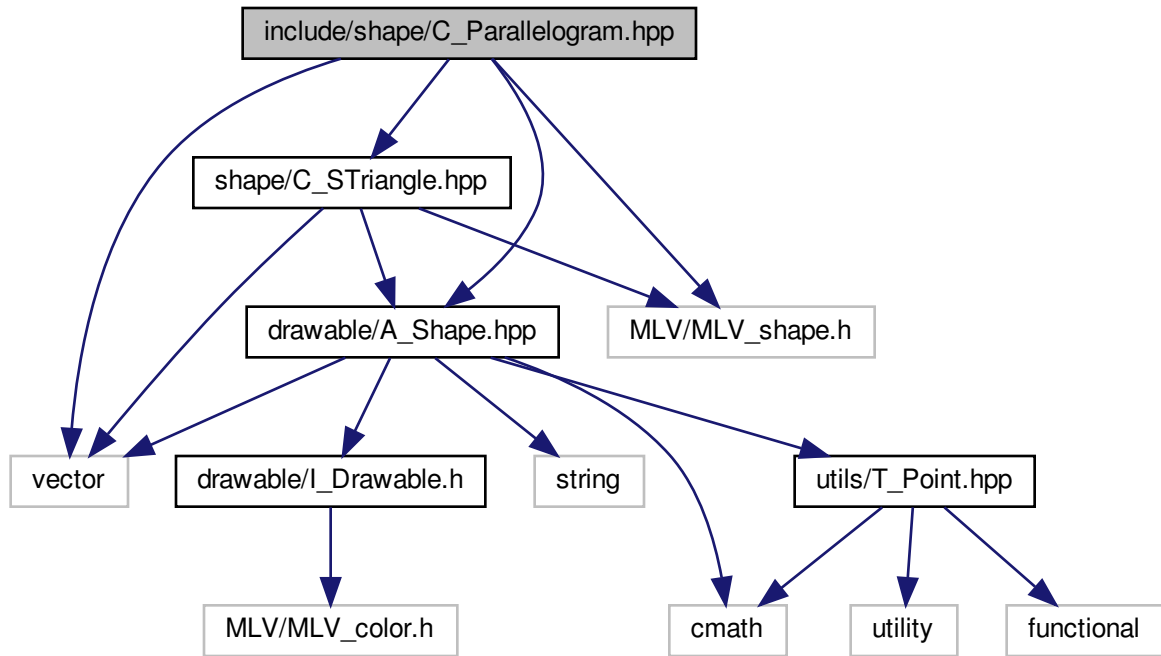 include/shape/C_Parallelogram.hpp
shape/C_STriangle.hpp
drawable/A_Shape.hpp
MLV/MLV_shape.h
vector
drawable/I_Drawable.h
string
utils/T_Point.hpp
MLV/MLV_color.h
cmath
utility
functional